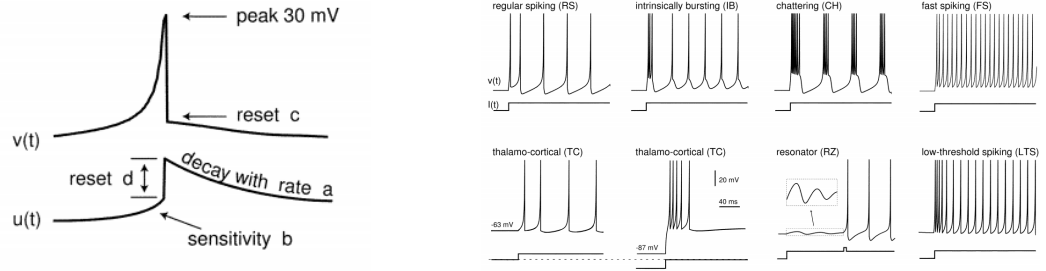 peak 30 mV
reset c
v(t)
reset d
decay with rate a
u(t)
sensitivity b
regular spiking (RS)
intrinsically bursting (IB)
chattering (CH)
fast spiking (FS)
v(t)
I(t)
thalamo-cortical (TC)
thalamo-cortical (TC)
resonator (RZ)
low-threshold spiking (LTS)
20 mV
40 ms
-63 mV
-87 mV